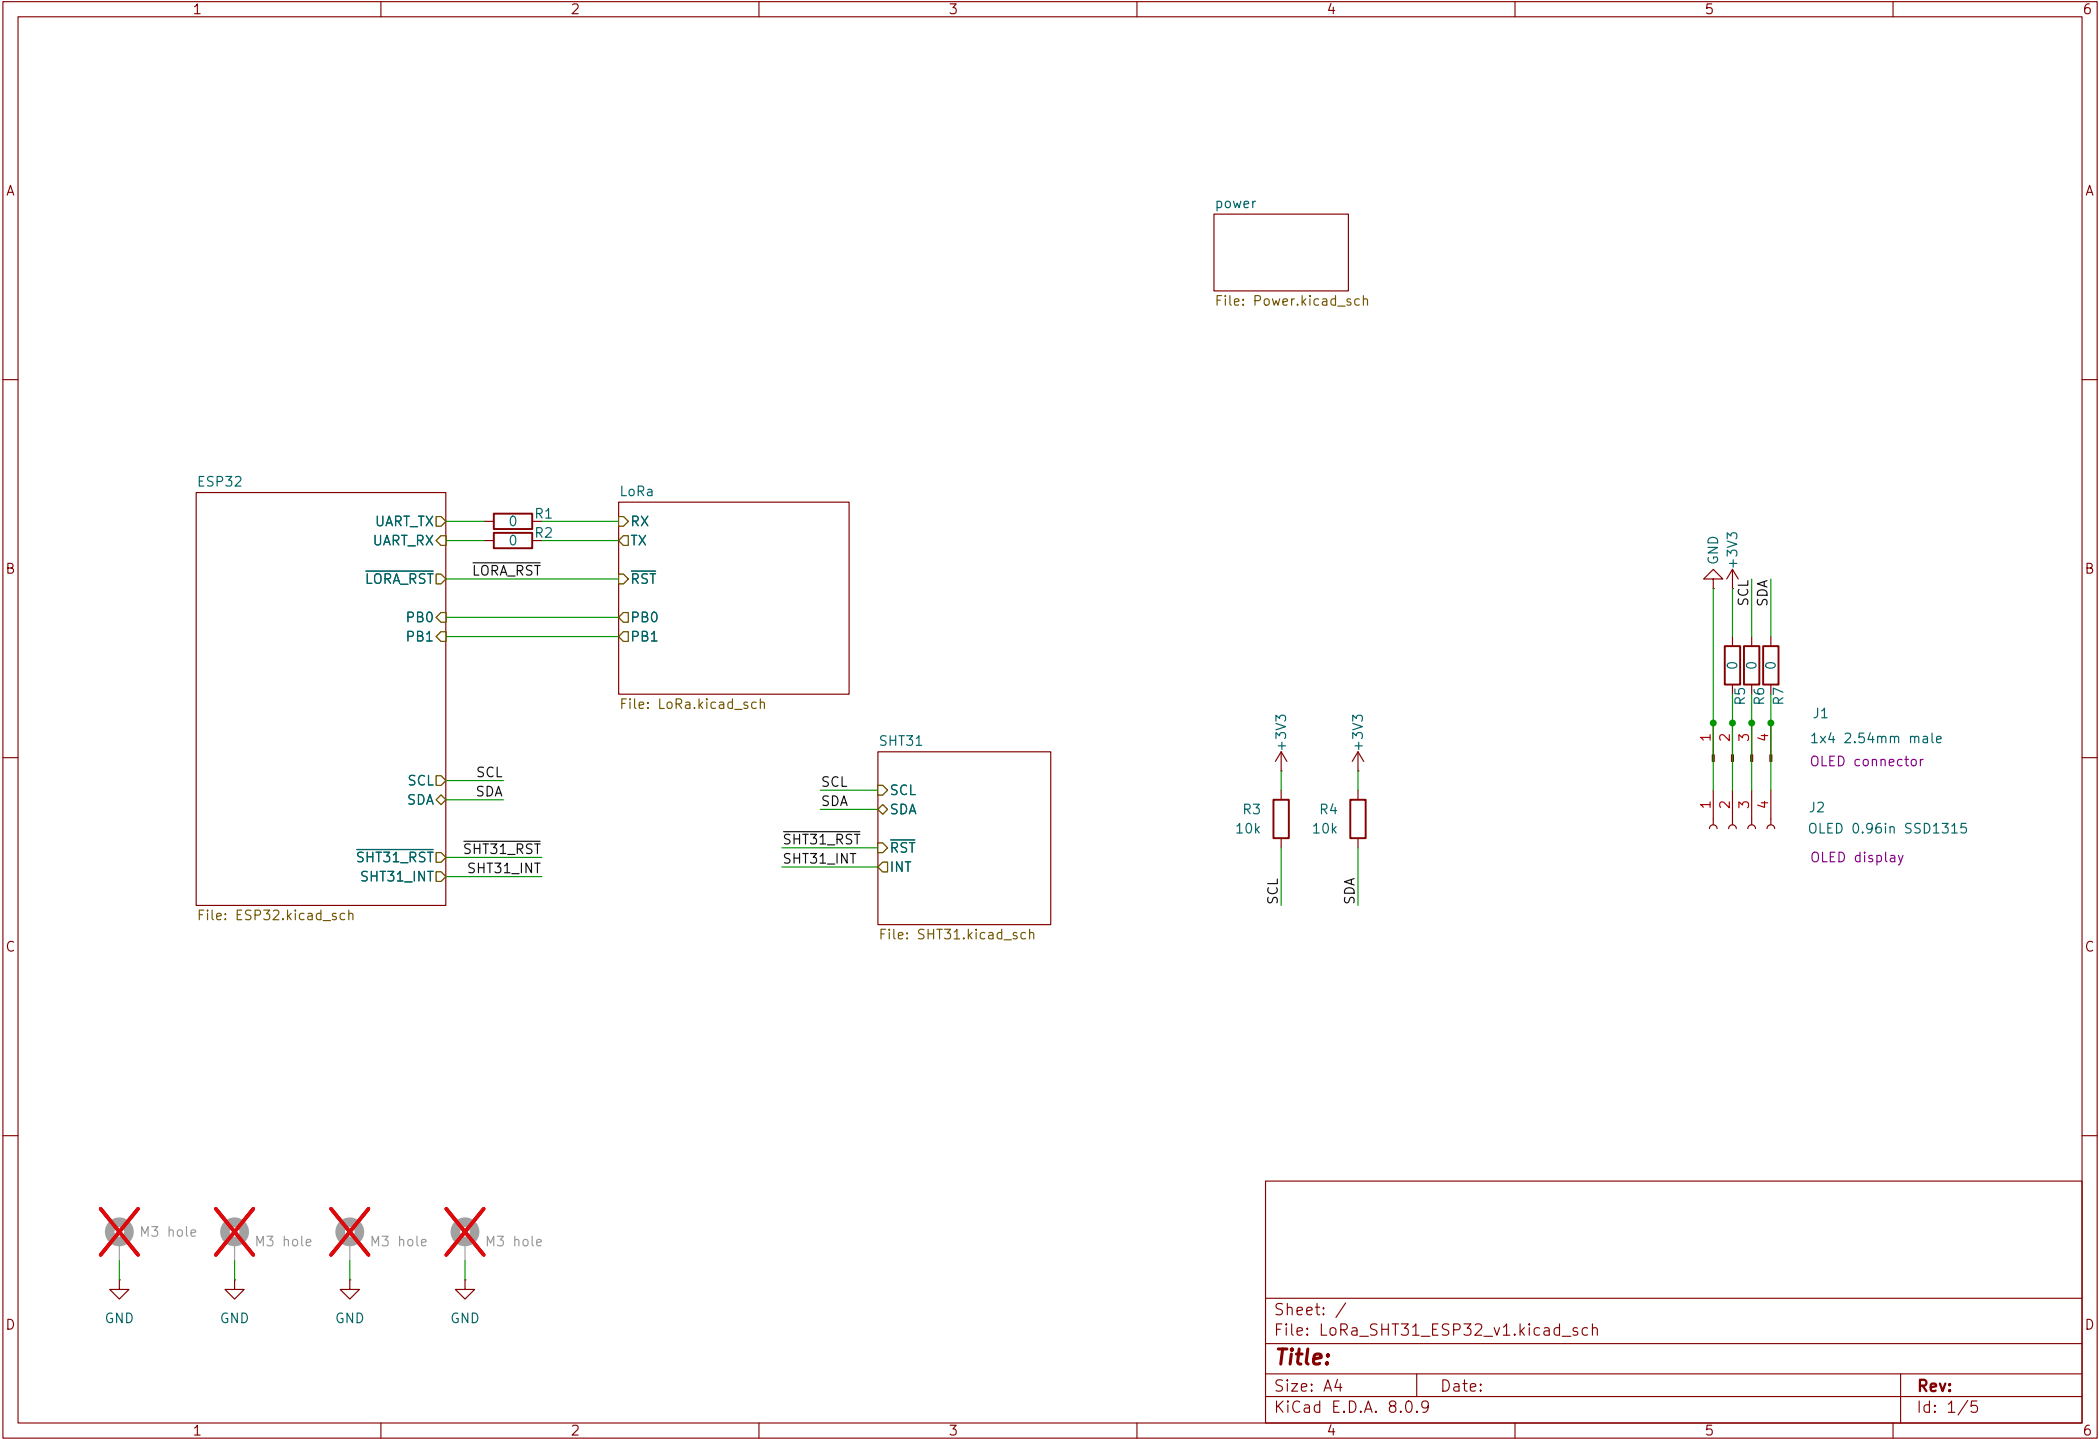 1 2 3 4 5 6
A A
power
File: Power.kicad_sch
ESP32
LoRa
UART_TX 0 R1 RX
UART_RX 0 R2 TX
LORA_RST LORA_RST RST
PB0 PB0
PB1 PB1
File: LoRa.kicad_sch
B B
GND +3V3 SCL SDA
0 0 0
R5 R6 R7
J1
1 2 3 4
1x4 2.54mm male
OLED connector
1 2 3 4
J2
OLED 0.96in SSD1315
OLED display
SHT31
SCL SCL
SDA SDA
SCL SCL
SDA SDA
SHT31_RST SHT31_RST
SHT31_INT SHT31_INT
SHT31_RST RST
SHT31_INT INT
File: ESP32.kicad_sch
File: SHT31.kicad_sch
+3V3 +3V3
R3 R4
10k 10k
SCL SDA
C C
M3 hole M3 hole M3 hole M3 hole
GND GND GND GND
D D
Sheet: /
File: LoRa_SHT31_ESP32_v1.kicad_sch
Title:
Size: A4 Date: Rev:
KiCad E.D.A. 8.0.9 Id: 1/5
1 2 3 4 5 6